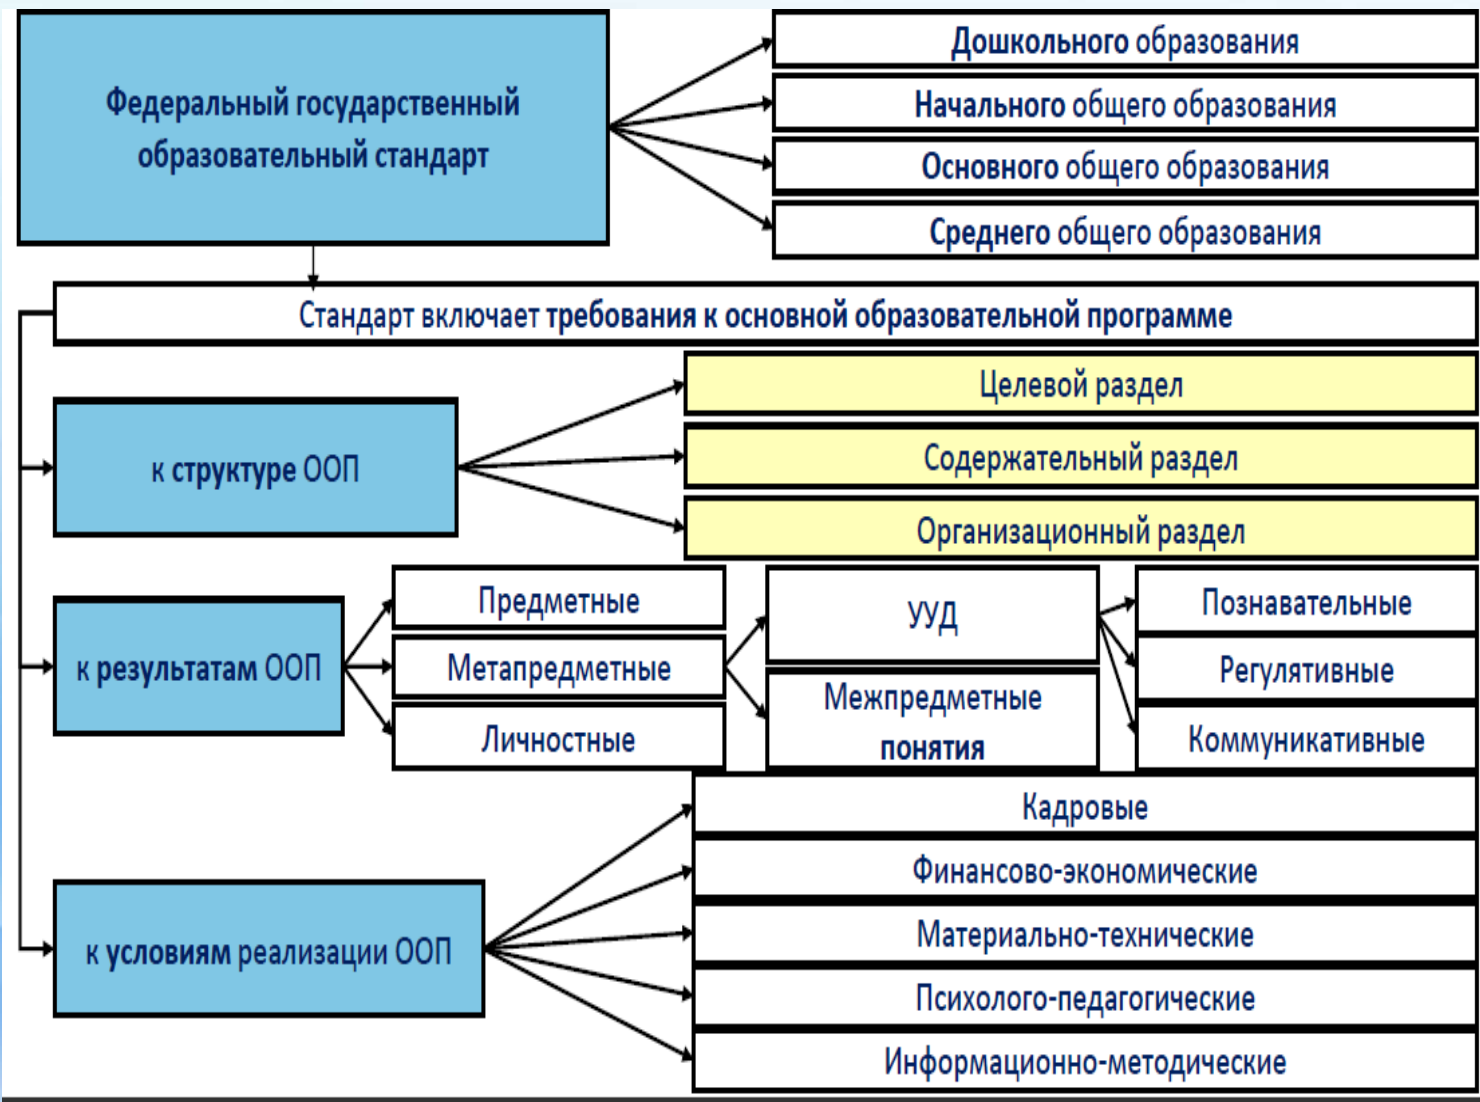 Федеральный государственный
образовательный стандарт
Дошкольного образования
Начального общего образования
Основного общего образования
Среднего общего образования
Стандарт включает требования к основной образовательной программе
к структуре ООП
Целевой раздел
Содержательный раздел
Организационный раздел
к результатам ООП
Предметные
Метапредметные
Личностные
УУД
Межпредметные
понятия
Познавательные
Регулятивные
Коммуникативные
к условиям реализации ООП
Кадровые
Финансово-экономические
Материально-технические
Психолого-педагогические
Информационно-методические